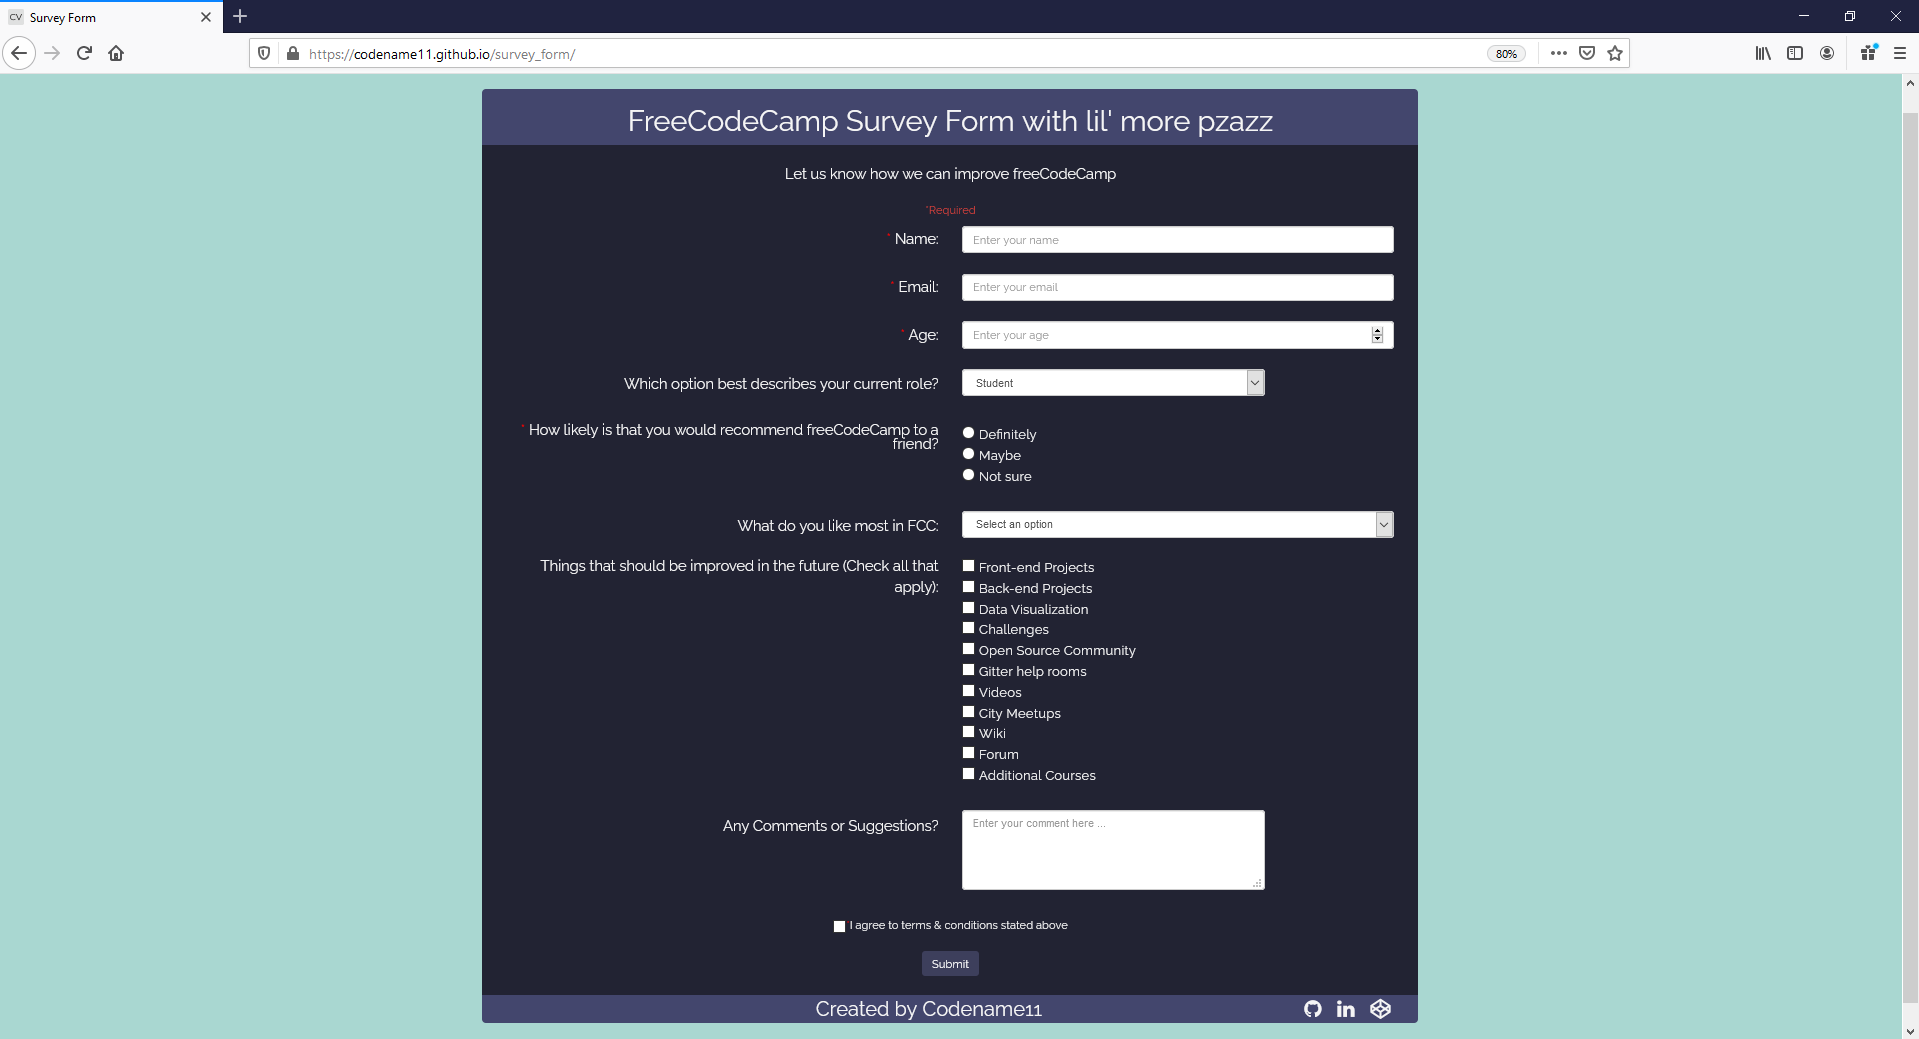 CV Survey Form
https://codename11.github.io/survey_form/ 80%
FreeCodeCamp Survey Form with lil' more pzazz
Let us know how we can improve freeCodeCamp
*Required
* Name: Enter your name
* Email: Enter your email
* Age: Enter your age
Which option best describes your current role? Student
* How likely is that you would recommend freeCodeCamp to a
friend?
Definitely
Maybe
Not sure
What do you like most in FCC: Select an option
Things that should be improved in the future (Check all that
apply):
Front-end Projects
Back-end Projects
Data Visualization
Challenges
Open Source Community
Gitter help rooms
Videos
City Meetups
Wiki
Forum
Additional Courses
Any Comments or Suggestions? Enter your comment here ...
I agree to terms & conditions stated above
Submit
Created by Codename11 in